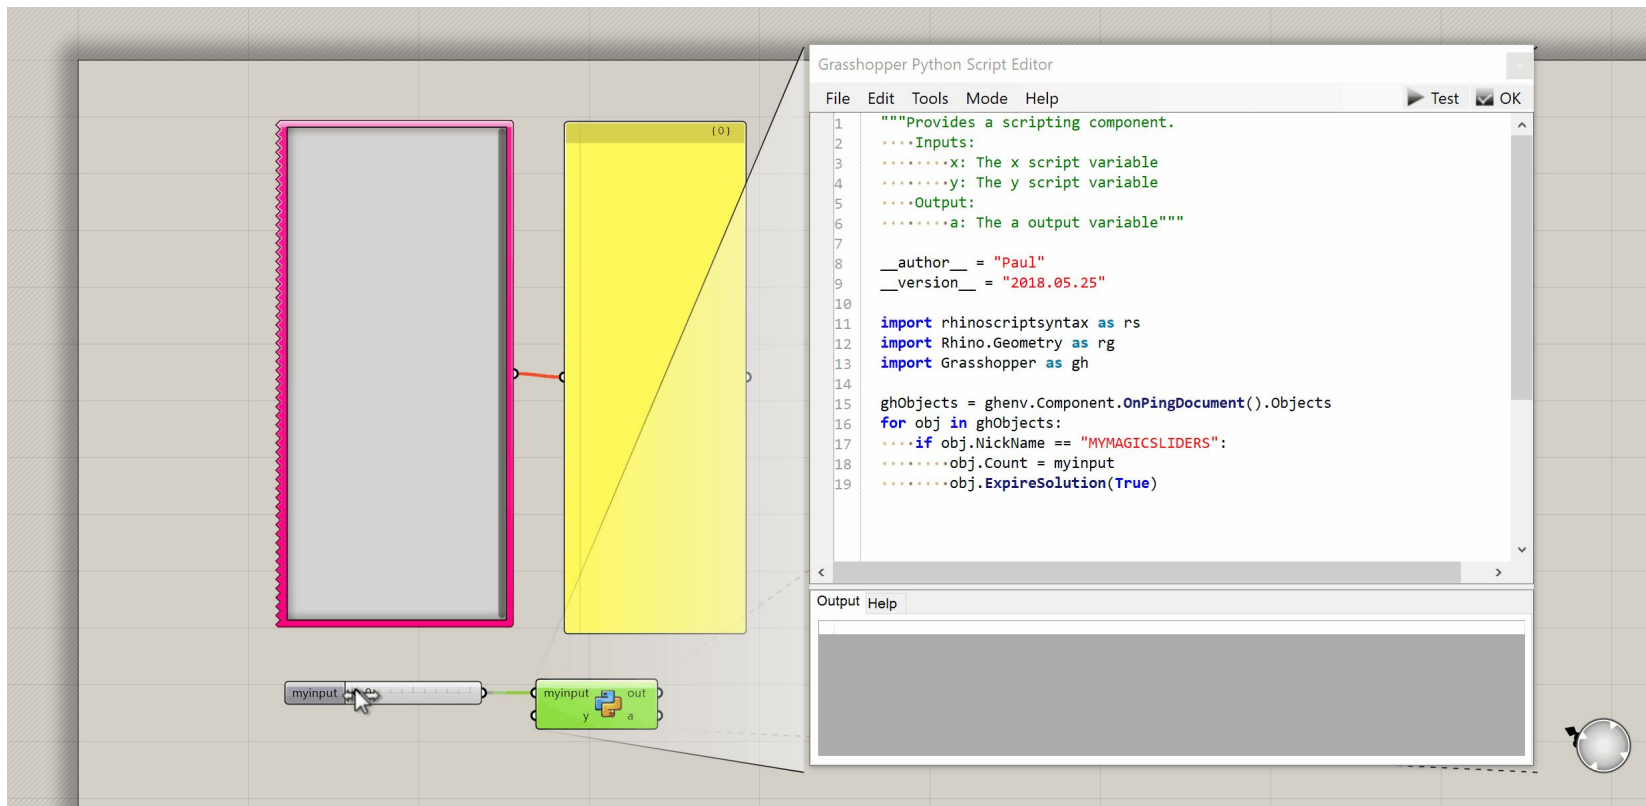 {0}
myinput
myinput out
y a
Grasshopper Python Script Editor
File Edit Tools Mode Help Test OK
1 """Provides a scripting component.
2 ····Inputs:
3 ········x: The x script variable
4 ········y: The y script variable
5 ····Output:
6 ········a: The a output variable"""
7
8 __author__ = "Paul"
9 __version__ = "2018.05.25"
10
11 import rhinoscriptsyntax as rs
12 import Rhino.Geometry as rg
13 import Grasshopper as gh
14
15 ghObjects = ghenv.Component.OnPingDocument().Objects
16 for obj in ghObjects:
17 ····if obj.NickName == "MYMAGICSLIDERS":
18 ········obj.Count = myinput
19 ········obj.ExpireSolution(True)
Output Help